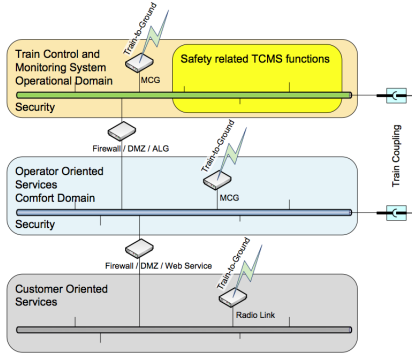 Train-to-Ground
Train Control and
Monitoring System
Operational Domain
Safety related TCMS functions
MCG
Security
Firewall / DMZ / ALG
Train-to-Ground
Train Coupling
Operator Oriented
Services
Comfort Domain
MCG
Security
Firewall / DMZ / Web Service
Train-to-Ground
Customer Oriented
Services
Radio Link